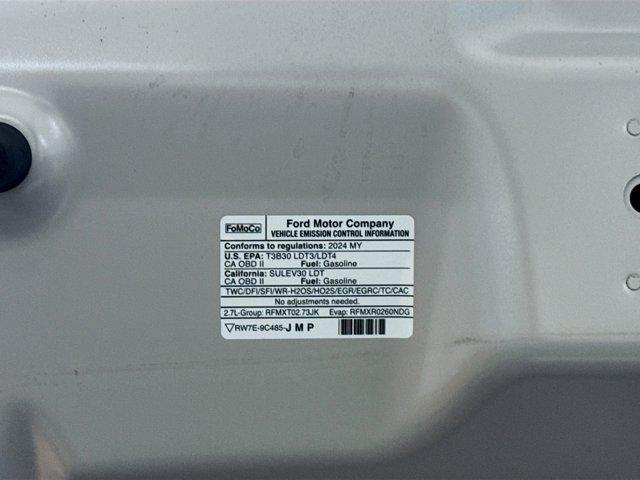 FoMoCo
Ford Motor Company
VEHICLE EMISSION CONTROL INFORMATION
Conforms to regulations: 2024 MY
U.S. EPA: T3B30 LDT3/LDT4
CA OBD II Fuel: Gasoline
California: SULEV30 LDT
CA OBD II Fuel: Gasoline
TWC/DFI/SFI/WR-H2OS/HO2S/EGR/EGRC/TC/CAC
No adjustments needed.
2.7L-Group: RFMXT02.73JK Evap: RFMXR0260NDG
RW7E-9C485-JMP